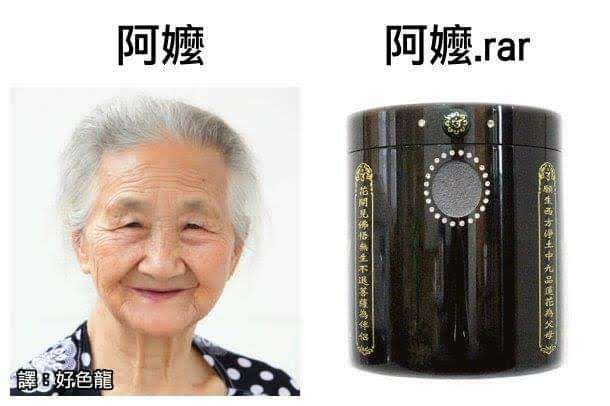 阿嬤
阿嬤.rar
願生西方淨土中九品蓮花為父母
花開見佛悟無生不退菩薩為伴侶
譯：好色龍